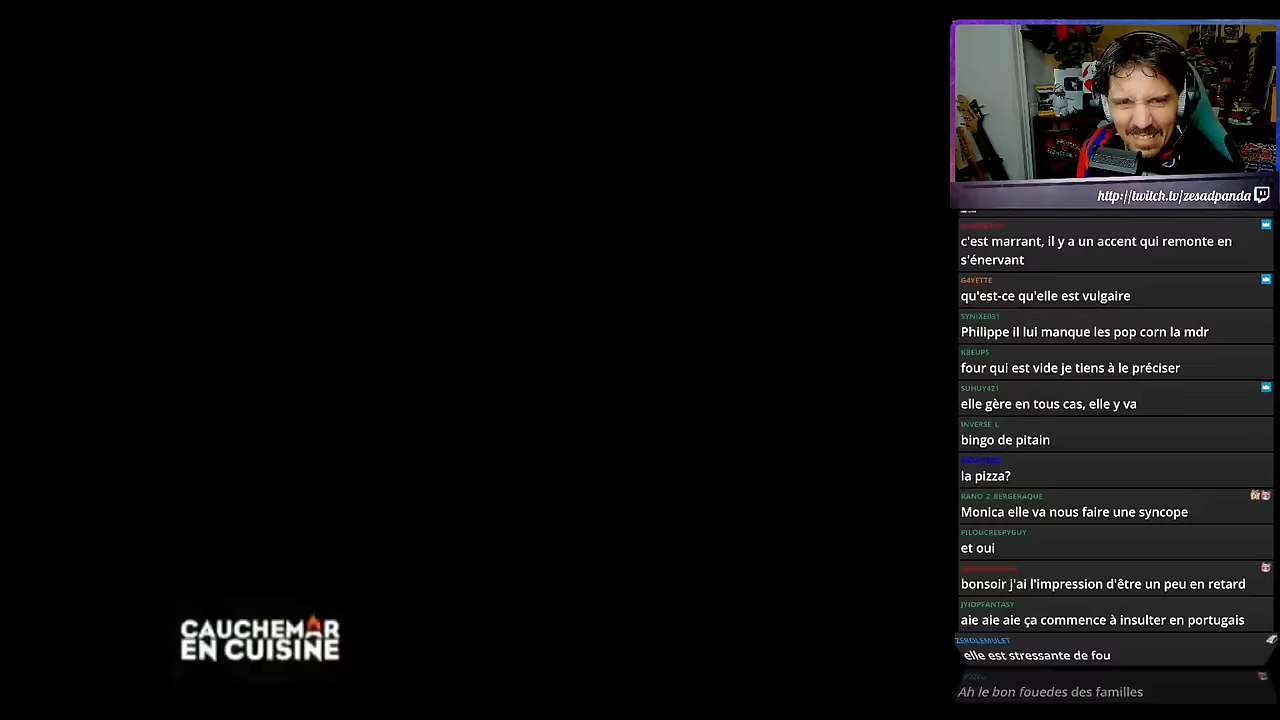 http://twitch.tv/zesadpanda
c'est marrant, il y a un accent qui remonte en
s'énervant
G4YETTE
qu'est-ce qu'elle est vulgaire
SYNIXE031
Philippe il lui manque les pop corn la mdr
KBEUPS
four qui est vide je tiens à le préciser
SUHUY421
elle gère en tous cas, elle y va
INVERSE_L
bingo de pitain
la pizza?
RANO_2_BERGERAQUE
Monica elle va nous faire une syncope
PILOUCREEPYGUY
et oui
bonsoir j'ai l'impression d'être un peu en retard
JYIOPFANTASY
aie aie aie ça commence à insulter en portugais
ZEROLEMULET
elle est stressante de fou
Ah le bon fouedes des familles
CAUCHEMAR
EN CUISINE